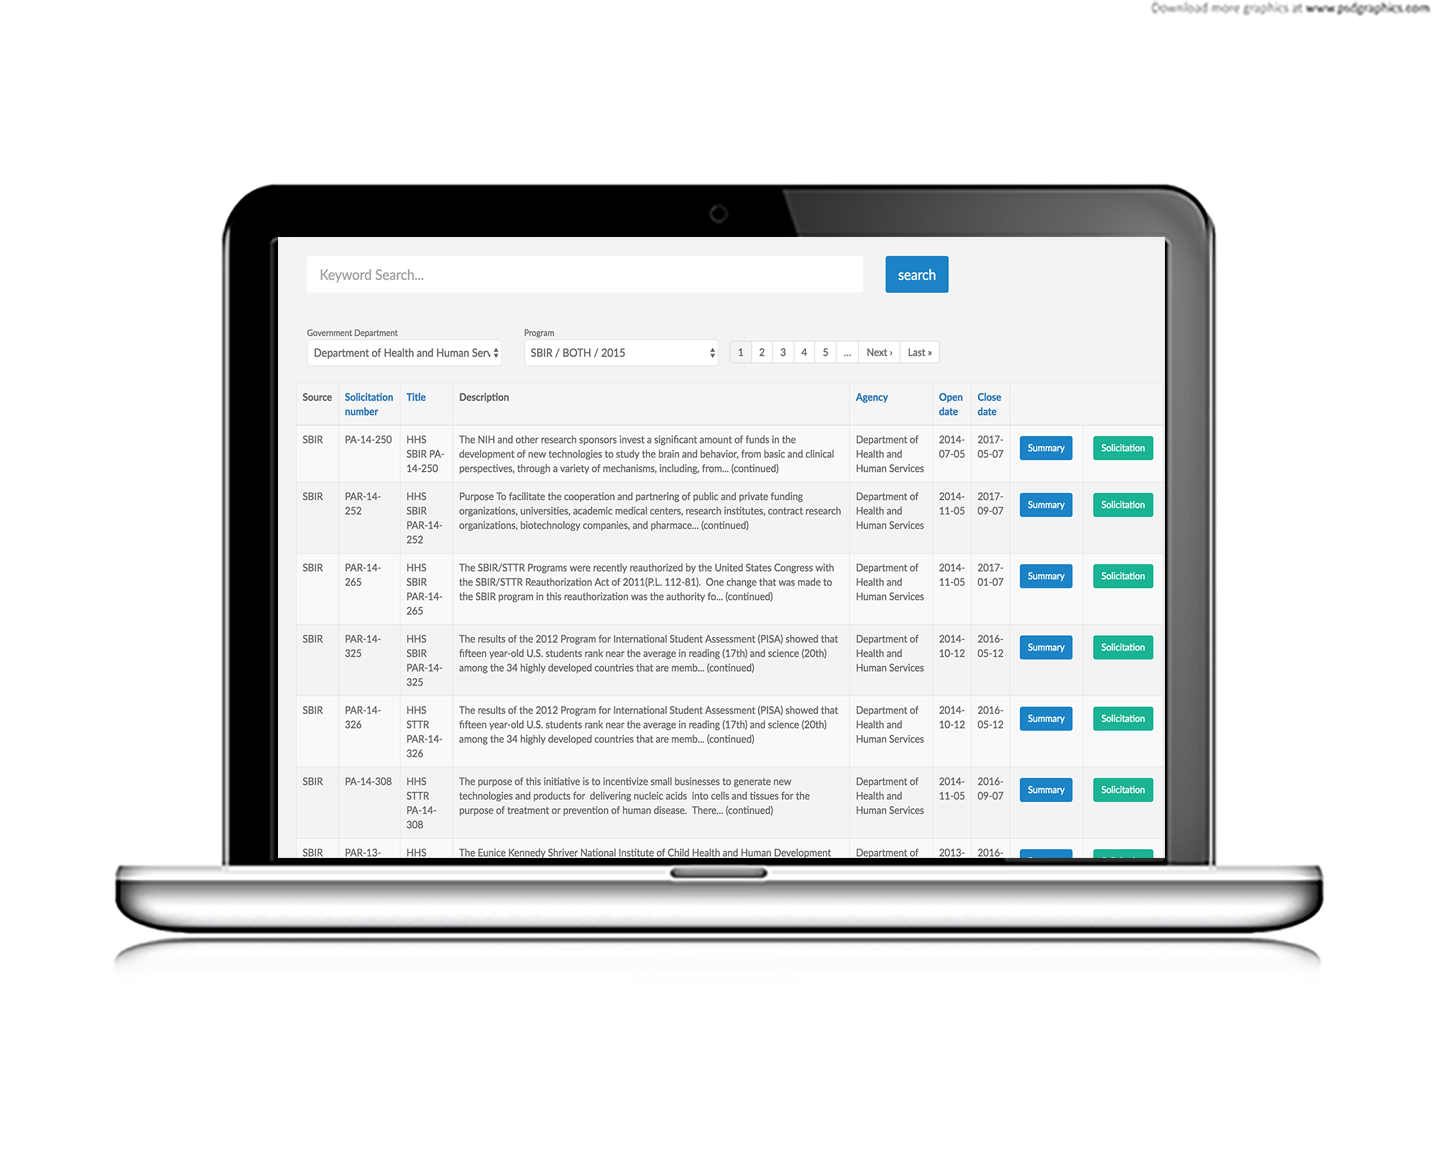 Download more graphics at www.psdgraphics.com
Keyword Search...
search
Government Department
Program
Department of Health and Human Serv
SBIR / BOTH / 2015
1 2 3 4 5 ... Next › Last »
Source
Solicitation number
Title
Description
Agency
Open date
Close date
SBIR
PA-14-250
HHS
SBIR PA-
14-250
The NIH and other research sponsors invest a significant amount of funds in the
development of new technologies to study the brain and behavior, from basic and clinical
perspectives, through a variety of mechanisms, including, from... (continued)
Department of
Health and
Human Services
2014-
07-05
2017-
05-07
Summary
Solicitation
SBIR
PAR-14-
252
HHS
SBIR
PAR-14-
252
Purpose To facilitate the cooperation and partnering of public and private funding
organizations, universities, academic medical centers, research institutes, contract research
organizations, biotechnology companies, and pharmace... (continued)
Department of
Health and
Human Services
2014-
11-05
2017-
09-07
Summary
Solicitation
SBIR
PAR-14-
265
HHS
SBIR
PAR-14-
265
The SBIR/STTR Programs were recently reauthorized by the United States Congress with
the SBIR/STTR Reauthorization Act of 2011(P.L. 112-81). One change that was made to
the SBIR program in this reauthorization was the authority fo... (continued)
Department of
Health and
Human Services
2014-
11-05
2017-
01-07
Summary
Solicitation
SBIR
PAR-14-
325
HHS
SBIR
PAR-14-
325
The results of the 2012 Program for International Student Assessment (PISA) showed that
fifteen year-old U.S. students rank near the average in reading (17th) and science (20th)
among the 34 highly developed countries that are memb... (continued)
Department of
Health and
Human Services
2014-
10-12
2016-
05-12
Summary
Solicitation
SBIR
PAR-14-
326
HHS
STTR
PAR-14-
326
The results of the 2012 Program for International Student Assessment (PISA) showed that
fifteen year-old U.S. students rank near the average in reading (17th) and science (20th)
among the 34 highly developed countries that are memb... (continued)
Department of
Health and
Human Services
2014-
10-12
2016-
05-12
Summary
Solicitation
SBIR
PA-14-308
HHS
STTR
PA-14-
308
The purpose of this initiative is to incentivize small businesses to generate new
technologies and products for delivering nucleic acids into cells and tissues for the
purpose of treatment or prevention of human disease. There... (continued)
Department of
Health and
Human Services
2014-
11-05
2016-
09-07
Summary
Solicitation
SBIR
PAR-13-
HHS
The Eunice Kennedy Shriver National Institute of Child Health and Human Development
Department of
2013-
2016-
Summary
Solicitation